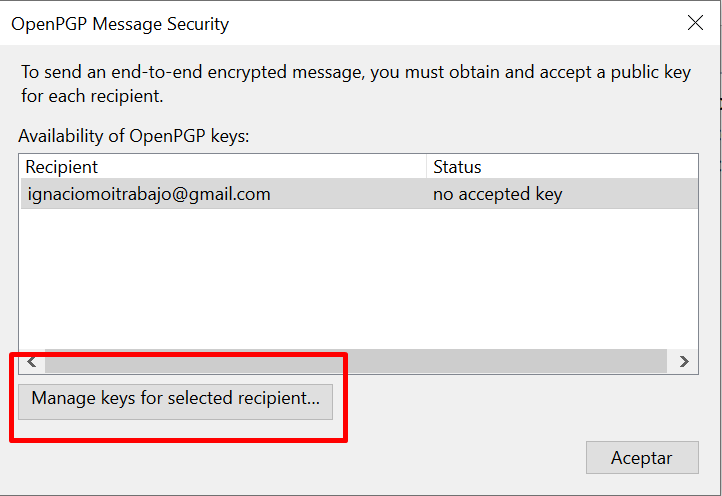 OpenPGP Message Security
To send an end-to-end encrypted message, you must obtain and accept a public key
for each recipient.
Availability of OpenPGP keys:
Recipient Status
ignaciomoitrabajo@gmail.com no accepted key
Manage keys for selected recipient...
Aceptar